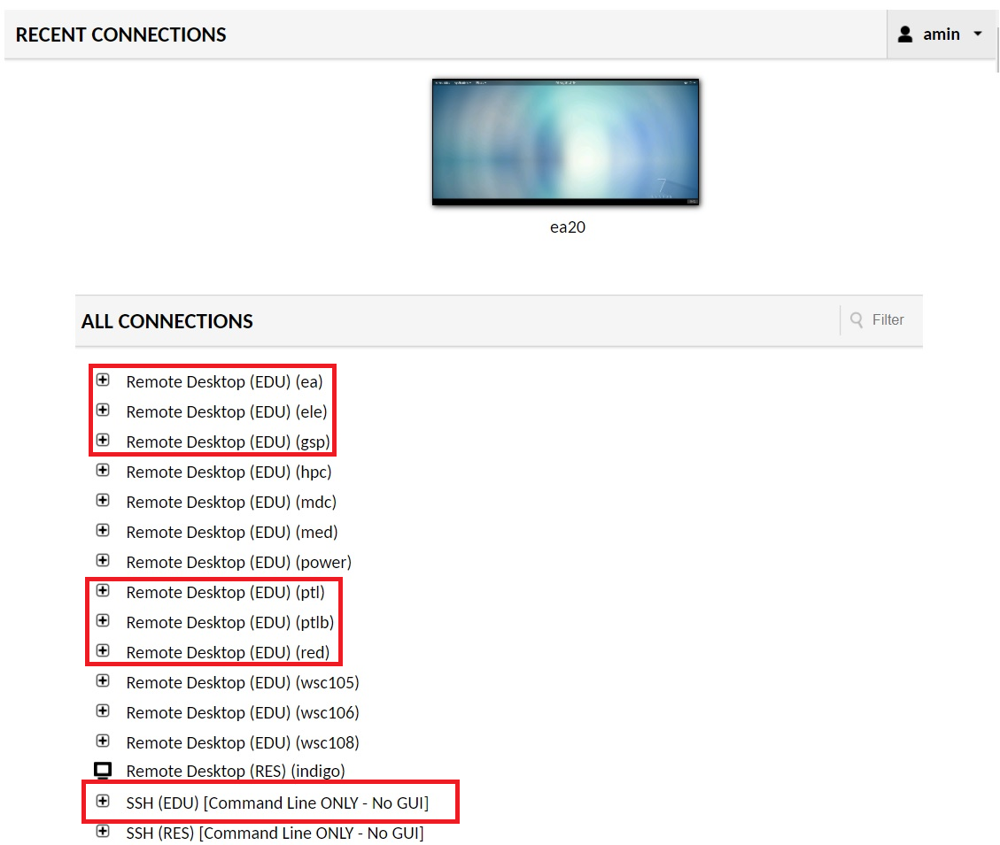 RECENT CONNECTIONS
amin
7
ea20
ALL CONNECTIONS
Filter
Remote Desktop (EDU) (ea)
Remote Desktop (EDU) (ele)
Remote Desktop (EDU) (gsp)
Remote Desktop (EDU) (hpc)
Remote Desktop (EDU) (mdc)
Remote Desktop (EDU) (med)
Remote Desktop (EDU) (power)
Remote Desktop (EDU) (ptl)
Remote Desktop (EDU) (ptlb)
Remote Desktop (EDU) (red)
Remote Desktop (EDU) (wsc105)
Remote Desktop (EDU) (wsc106)
Remote Desktop (EDU) (wsc108)
Remote Desktop (RES) (indigo)
SSH (EDU) [Command Line ONLY - No GUI]
SSH (RES) [Command Line ONLY - No GUI]